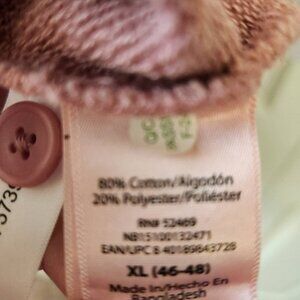 80% Cotton/Algodón
20% Polyester/Poliéster
RN# 52469
NB15100132471
EAN/UPC 8 40189843728
XL (46-48)
Made In/Hecho En
Bangladesh